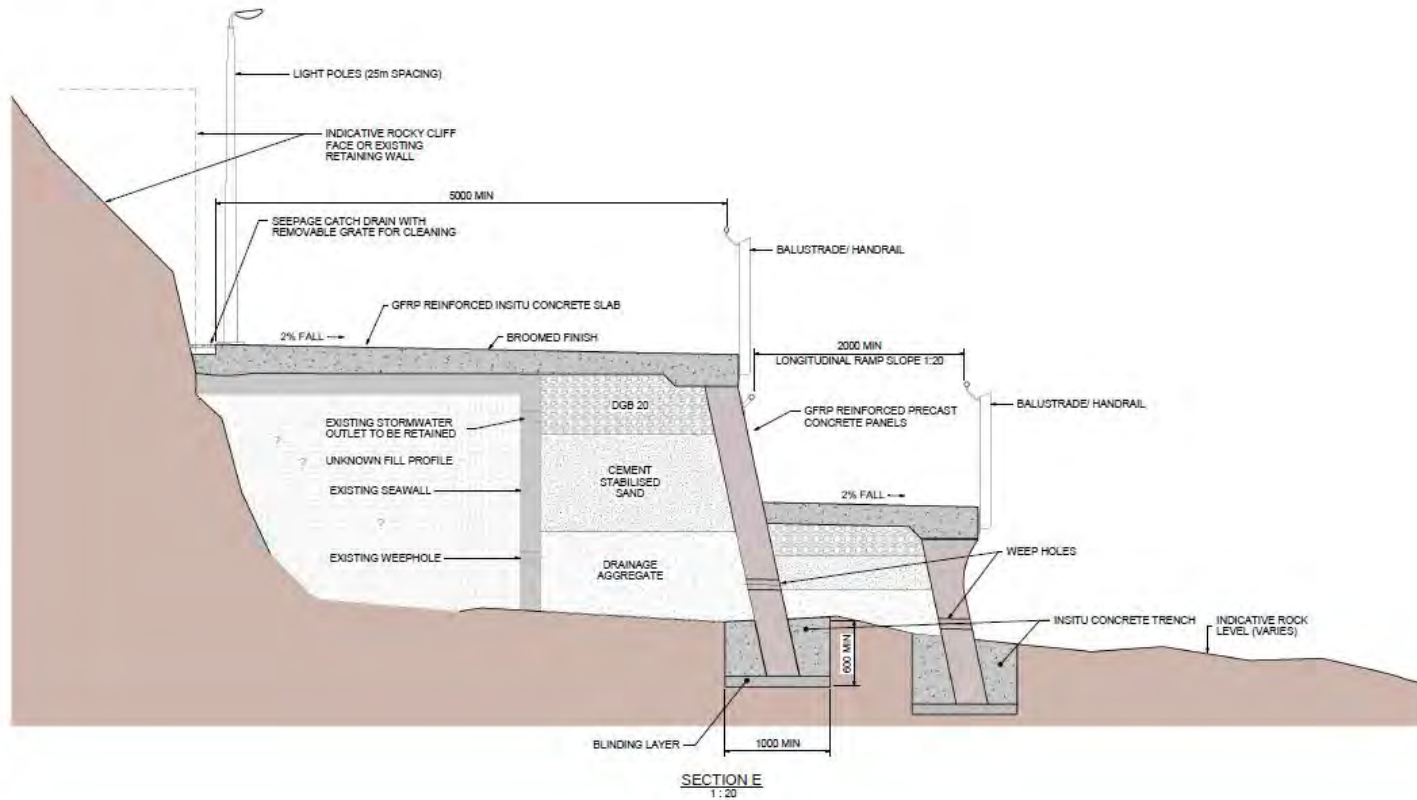 LIGHT POLES (25m SPACING)
INDICATIVE ROCKY CLIFF
FACE OR EXISTING
RETAINING WALL
5000 MIN
SEEPAGE CATCH DRAIN WITH
REMOVABLE GRATE FOR CLEANING
BALUSTRADE/ HANDRAIL
GFRP REINFORCED INSITU CONCRETE SLAB
2% FALL
BROOMED FINISH
2000 MIN
LONGITUDINAL RAMP SLOPE 1:20
DGB 20
GFRP REINFORCED PRECAST
CONCRETE PANELS
BALUSTRADE/ HANDRAIL
EXISTING STORMWATER
OUTLET TO BE RETAINED
?
?
UNKNOWN FILL PROFILE
CEMENT
STABILISED
SAND
EXISTING SEAWALL
2% FALL
?
EXISTING WEEPHOLE
DRAINAGE
AGGREGATE
WEEP HOLES
INSITU CONCRETE TRENCH
INDICATIVE ROCK
LEVEL (VARIES)
600 MIN
BLINDING LAYER
1000 MIN
SECTION E
1 : 20